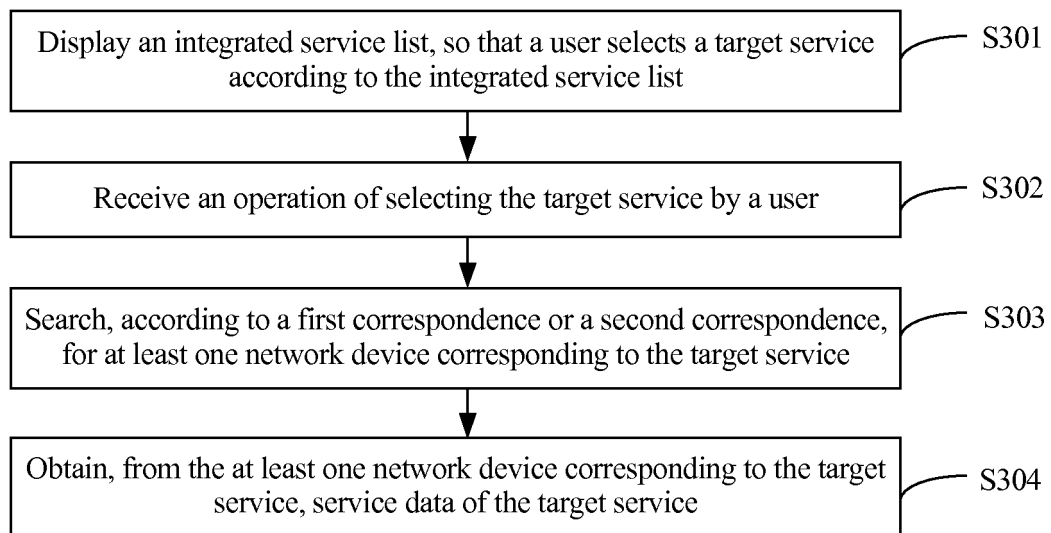 Display an integrated service list, so that a user selects a target service
according to the integrated service list
S301
Receive an operation of selecting the target service by a user
S302
Search, according to a first correspondence or a second correspondence,
for at least one network device corresponding to the target service
S303
Obtain, from the at least one network device corresponding to the target
service, service data of the target service
S304